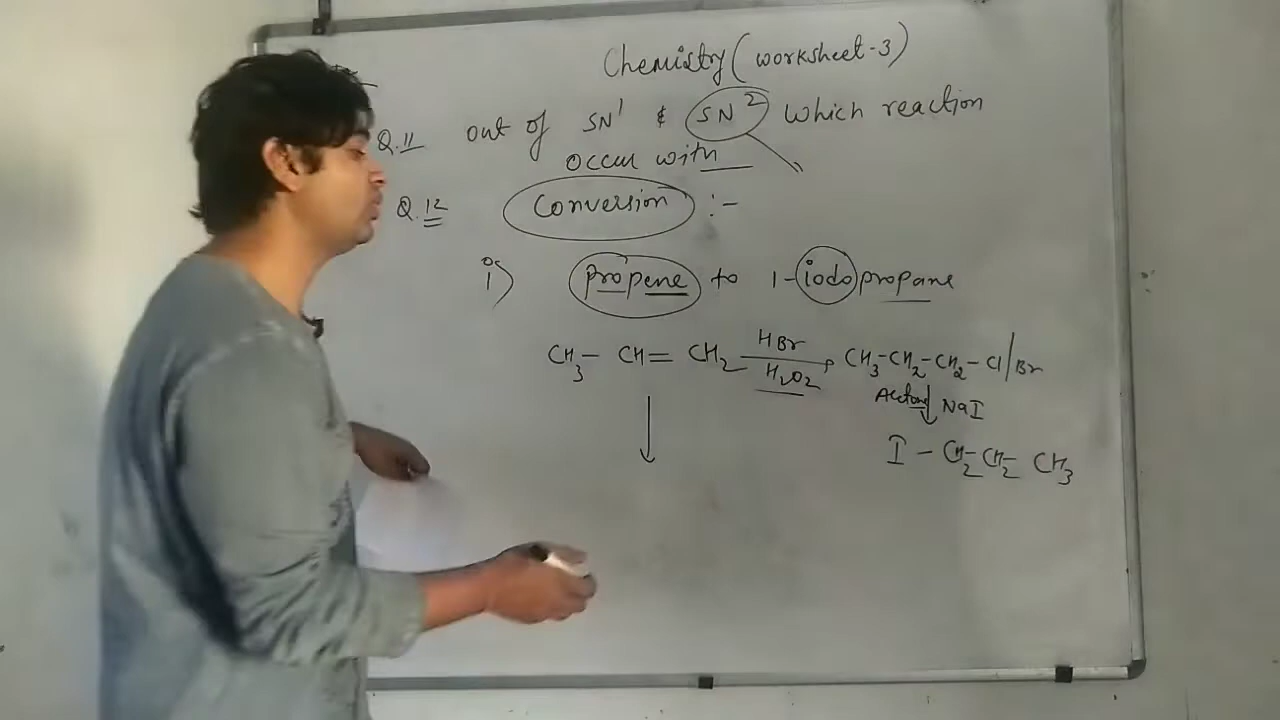 Chemistry (worksheet-3)
Q.11 out of SN1 & SN2 which reaction
occur with
Q.12 Conversion :-
i) propene to 1-iodopropane
CH3- CH= CH2 HBr CH3-CH2-CH2-Cl/Br
H2O2
Acetone NaI
I - CH2-CH2- CH3